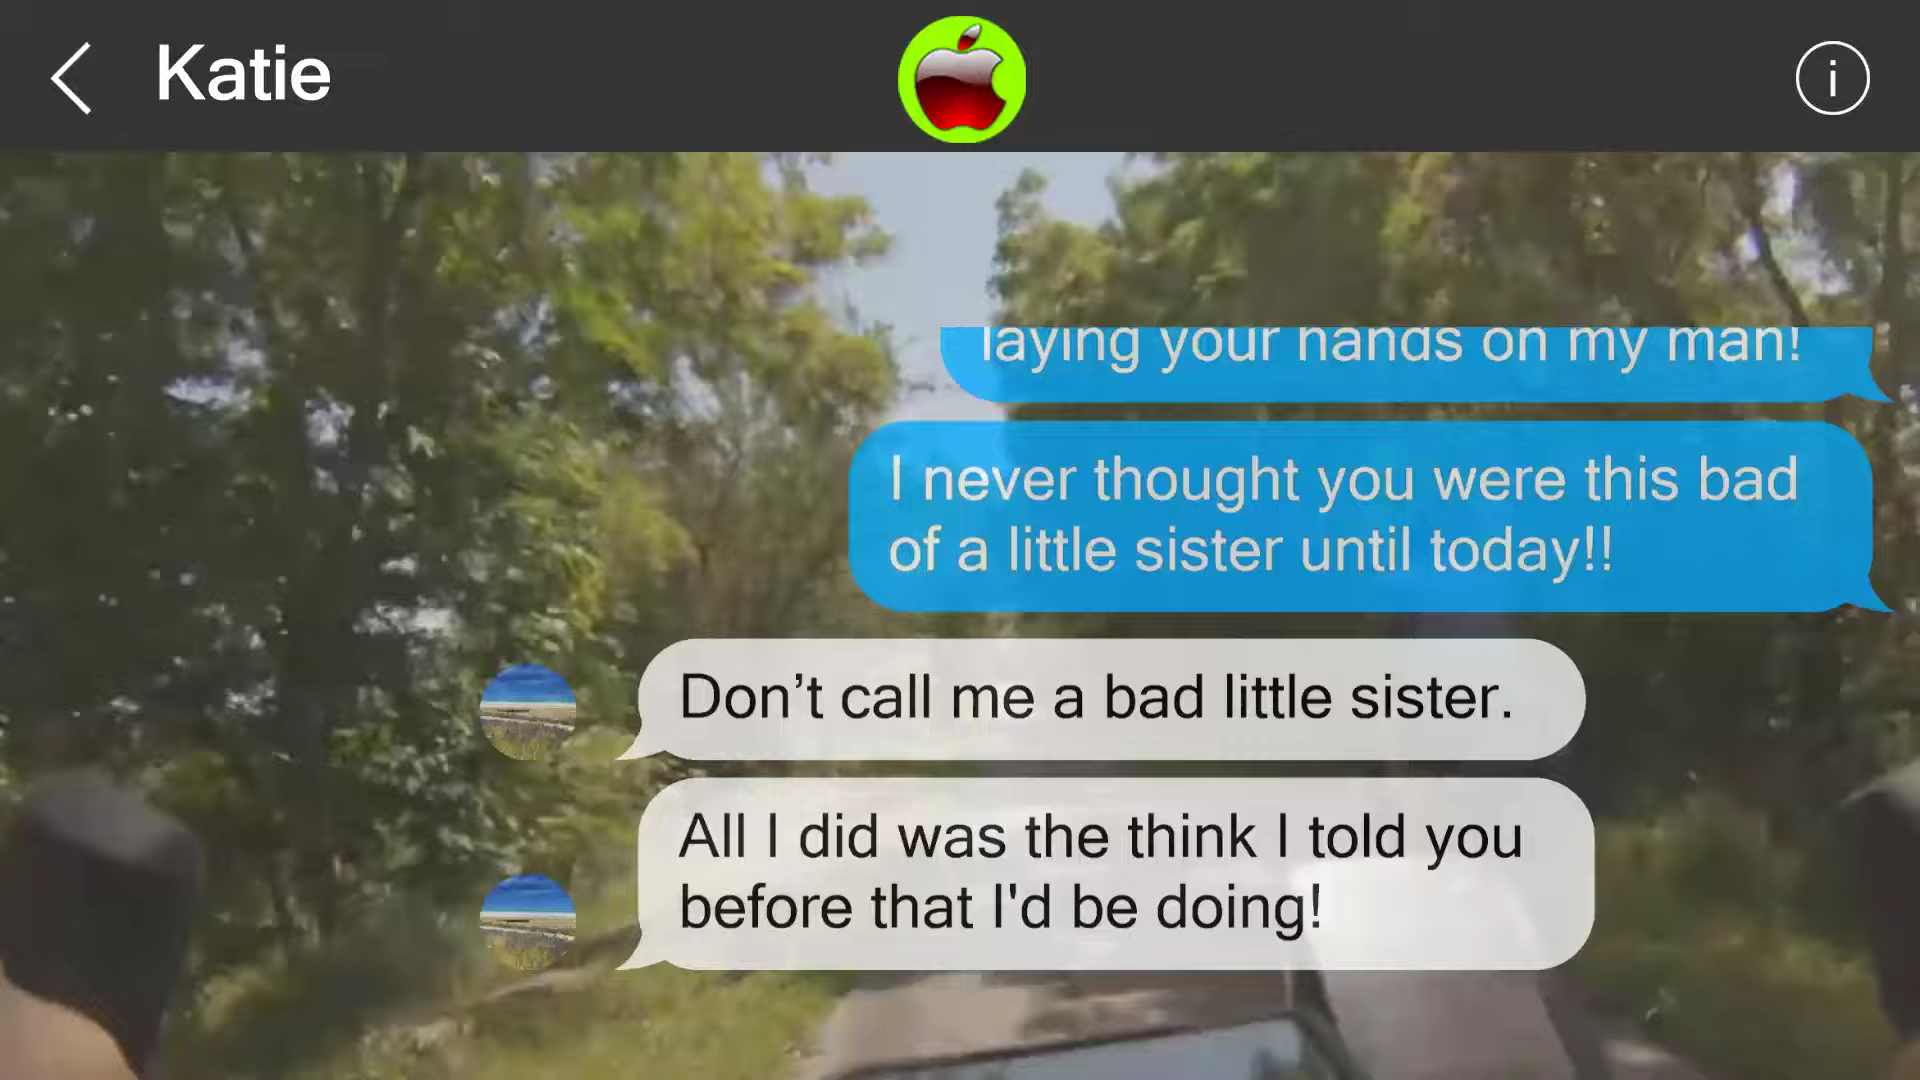 Katie
laying your hands on my man!
I never thought you were this bad
of a little sister until today!!
Don’t call me a bad little sister.
All I did was the think I told you
before that I'd be doing!